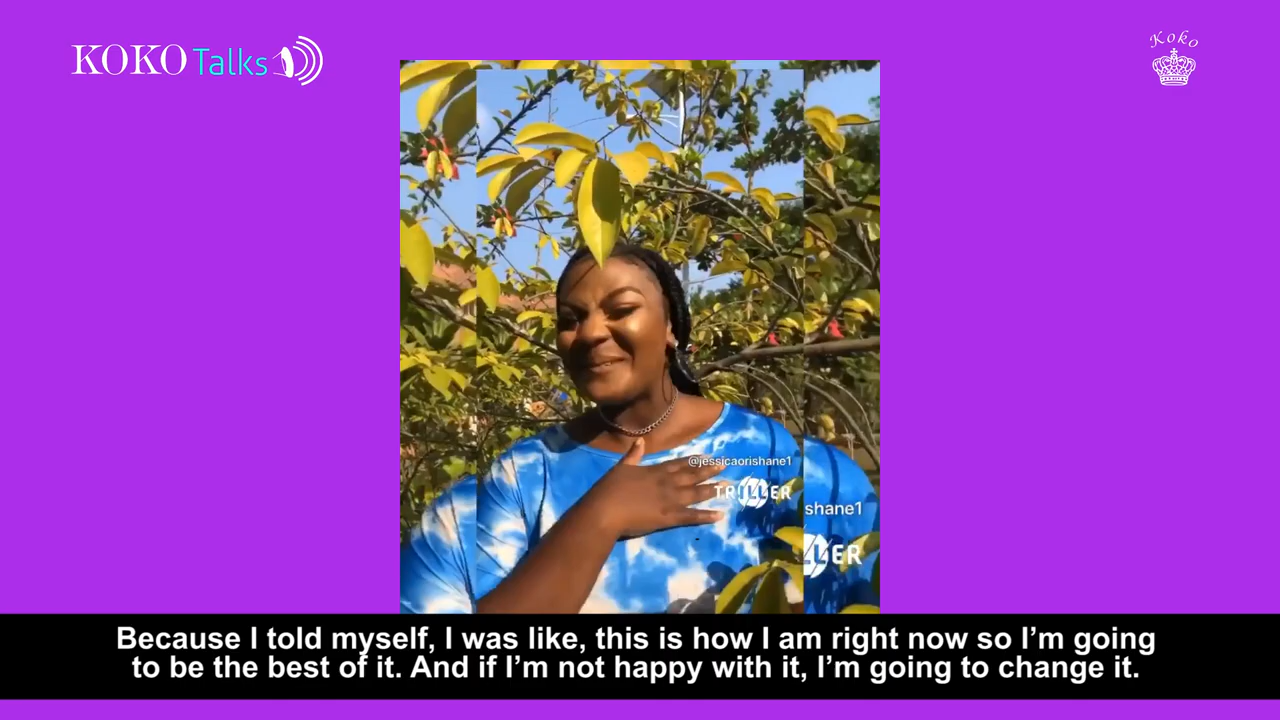 KOKO Talks
Koko
@jessicaorishane1
TRILLER
shane1
LLER
Because I told myself, I was like, this is how I am right now so I’m going
to be the best of it. And if I’m not happy with it, I’m going to change it.